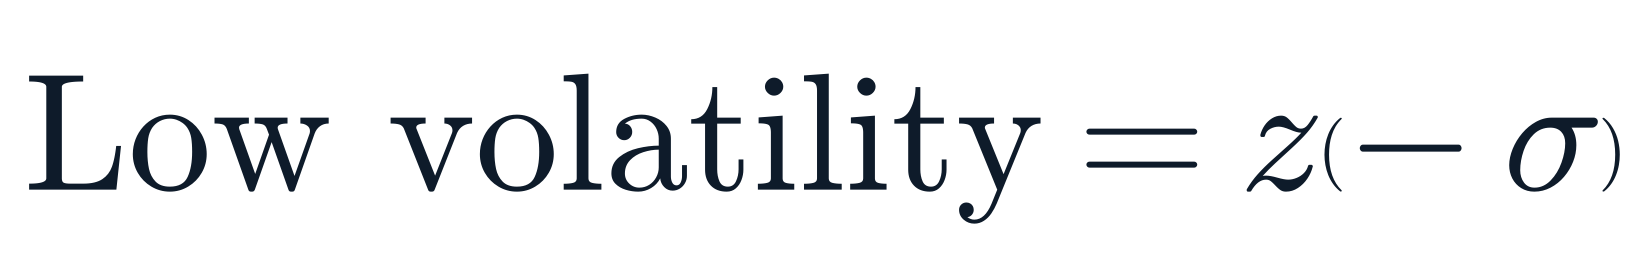 Low volatility = z(− σ)